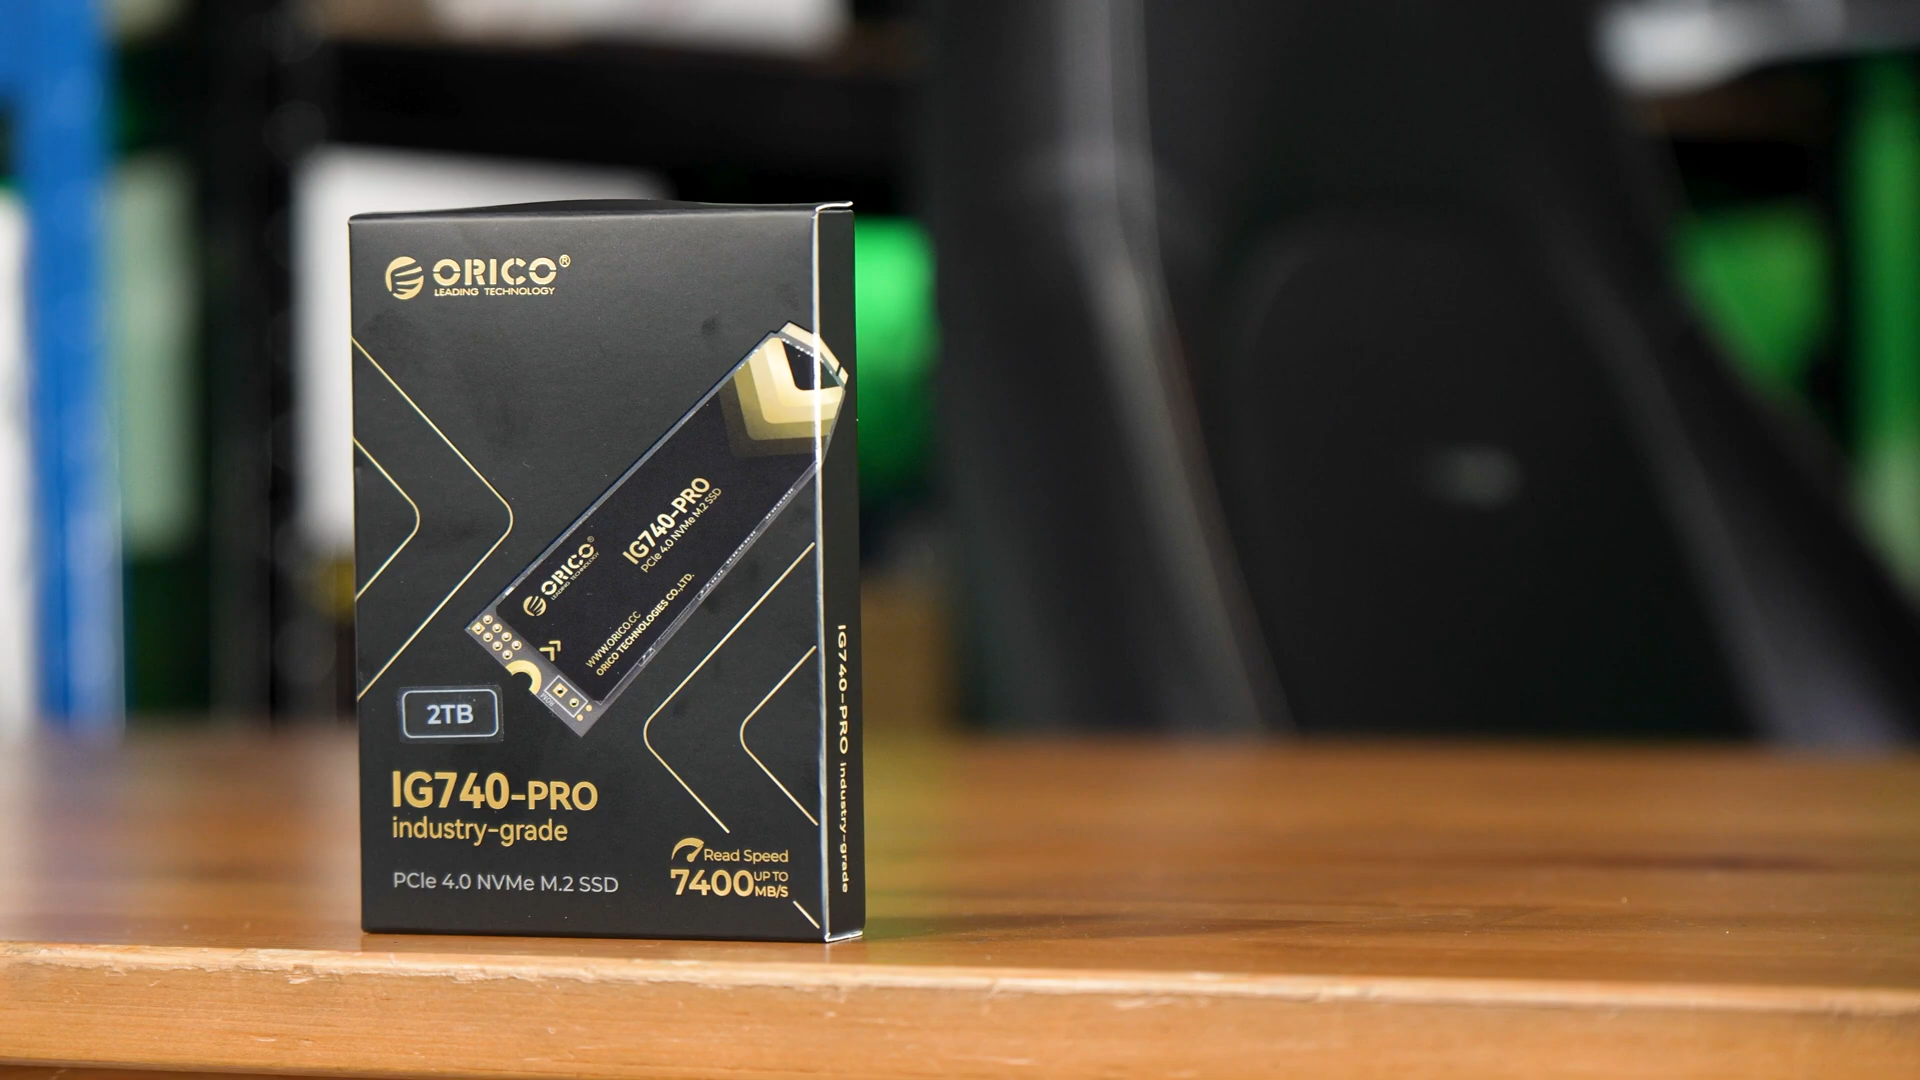 ORICO®
LEADING TECHNOLOGY
IG740-PRO
PCIe 4.0 NVMe M.2 SSD
ORICO®
LEADING TECHNOLOGY
WWW.ORICO.CC
ORICO TECHNOLOGIES CO.,LTD.
2TB
IG740-PRO
industry-grade
PCIe 4.0 NVMe M.2 SSD
Read Speed
7400 UP TO MB/S
IG740-PRO industry-grade